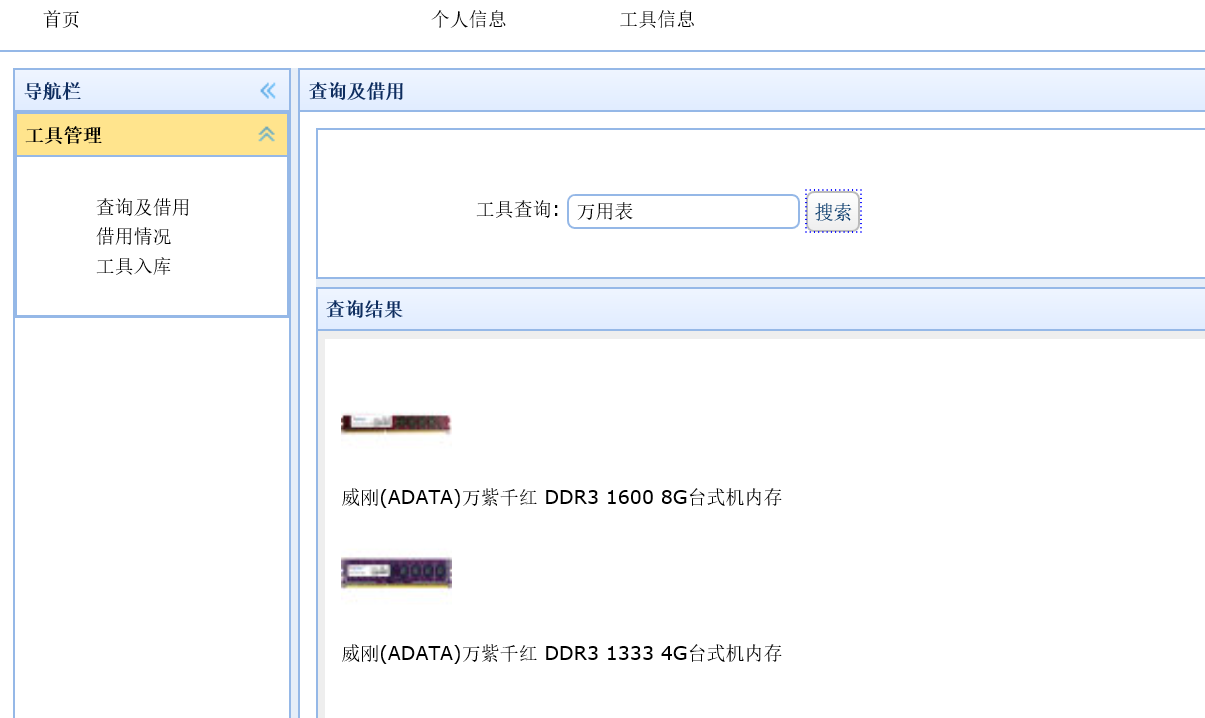 首页 个人信息 工具信息
导航栏
工具管理
查询及借用
借用情况
工具入库
查询及借用
工具查询: 万用表 搜索
查询结果
威刚(ADATA)万紫千红 DDR3 1600 8G台式机内存
威刚(ADATA)万紫千红 DDR3 1333 4G台式机内存